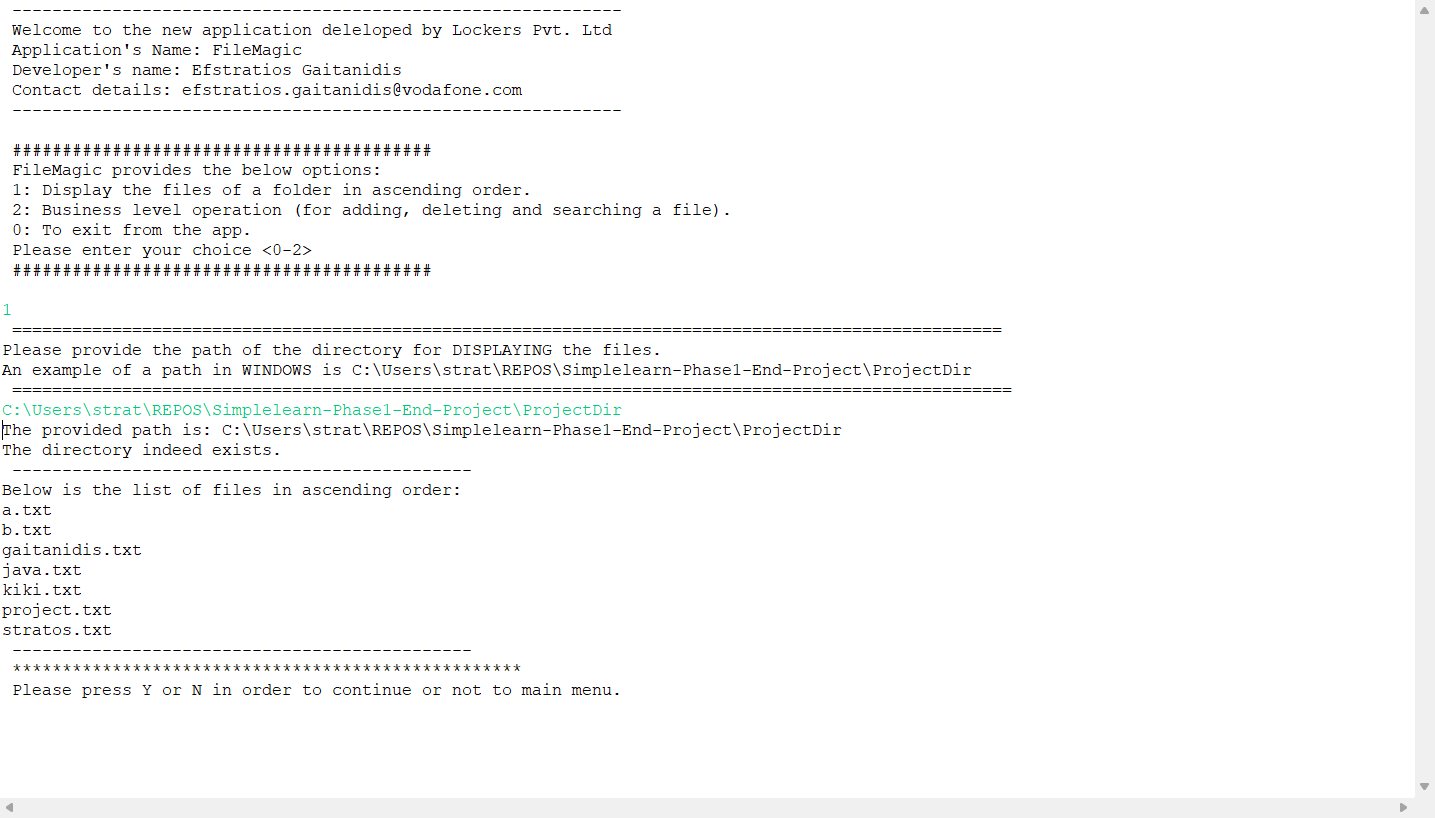 -------------------------------------------------------------
Welcome to the new application deleloped by Lockers Pvt. Ltd
Application's Name: FileMagic
Developer's name: Efstratios Gaitanidis
Contact details: efstratios.gaitanidis@vodafone.com
-------------------------------------------------------------
##########################################
FileMagic provides the below options:
1: Display the files of a folder in ascending order.
2: Business level operation (for adding, deleting and searching a file).
0: To exit from the app.
Please enter your choice <0-2>
##########################################
1
===================================================================================================
Please provide the path of the directory for DISPLAYING the files.
An example of a path in WINDOWS is C:\Users\strat\REPOS\Simplelearn-Phase1-End-Project\ProjectDir
====================================================================================================
C:\Users\strat\REPOS\Simplelearn-Phase1-End-Project\ProjectDir
The provided path is: C:\Users\strat\REPOS\Simplelearn-Phase1-End-Project\ProjectDir
The directory indeed exists.
----------------------------------------------
Below is the list of files in ascending order:
a.txt
b.txt
gaitanidis.txt
java.txt
kiki.txt
project.txt
stratos.txt
----------------------------------------------
***************************************************
Please press Y or N in order to continue or not to main menu.